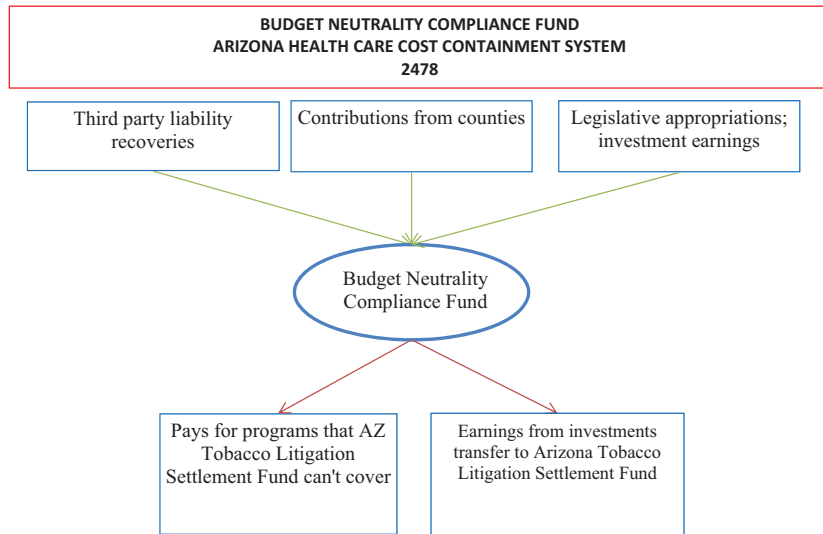 BUDGET NEUTRALITY COMPLIANCE FUND
ARIZONA HEALTH CARE COST CONTAINMENT SYSTEM
2478
Third party liability
recoveries
Contributions from counties
Legislative appropriations;
investment earnings
Budget Neutrality
Compliance Fund
Pays for programs that AZ
Tobacco Litigation
Settlement Fund can't cover
Earnings from investments
transfer to Arizona Tobacco
Litigation Settlement Fund